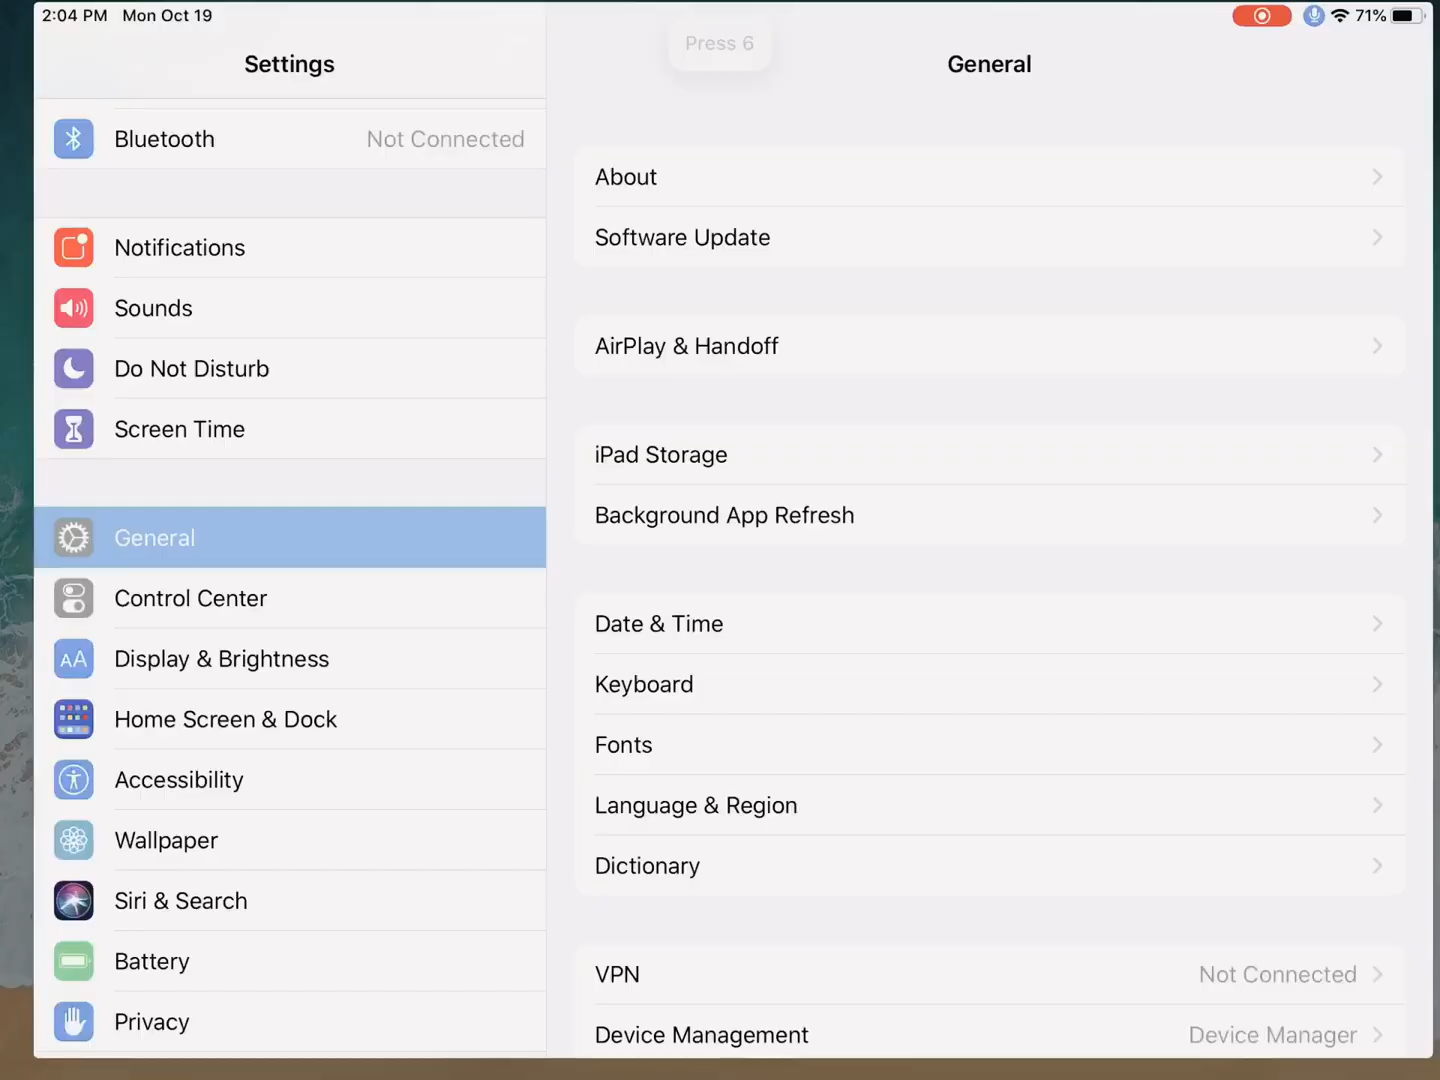 2:04 PM Mon Oct 19
71%
Settings
Press 6
General
Bluetooth Not Connected
Notifications
Sounds
Do Not Disturb
Screen Time
General
Control Center
AA Display & Brightness
Home Screen & Dock
Accessibility
Wallpaper
Siri & Search
Battery
Privacy
About
Software Update
AirPlay & Handoff
iPad Storage
Background App Refresh
Date & Time
Keyboard
Fonts
Language & Region
Dictionary
VPN Not Connected
Device Management Device Manager